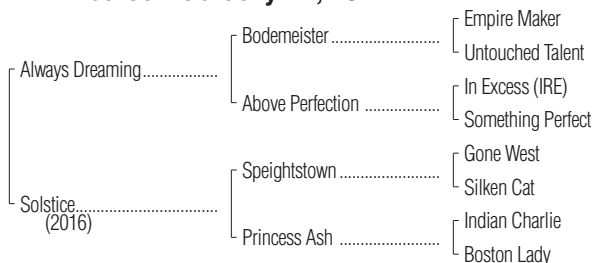 Empire Maker
Bodemeister
Untouched Talent
Always Dreaming
In Excess (IRE)
Above Perfection
Something Perfect
Gone West
Speightstown
Silken Cat
Solstice
(2016)
Indian Charlie
Princess Ash
Boston Lady